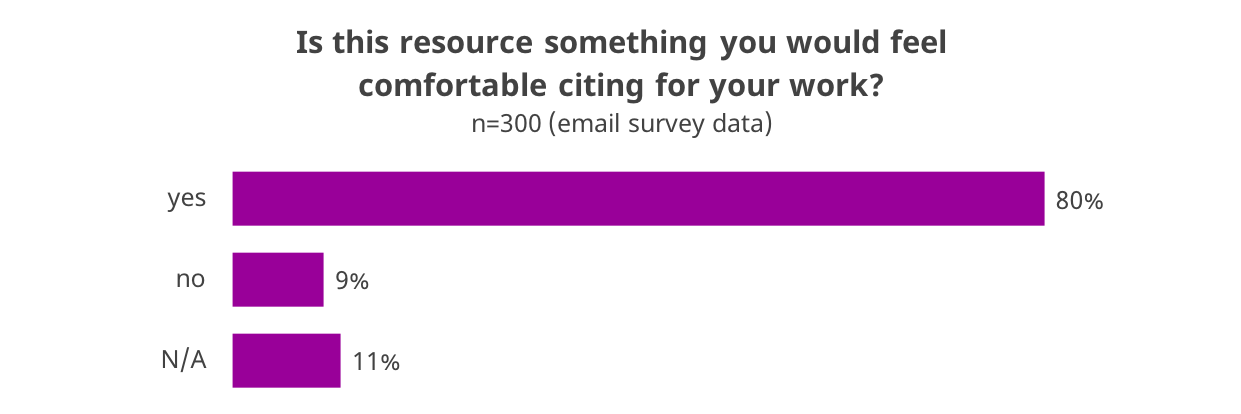 Is this resource something you would feel
comfortable citing for your work?
n=300 (email survey data)
yes
80%
no
9%
N/A
11%